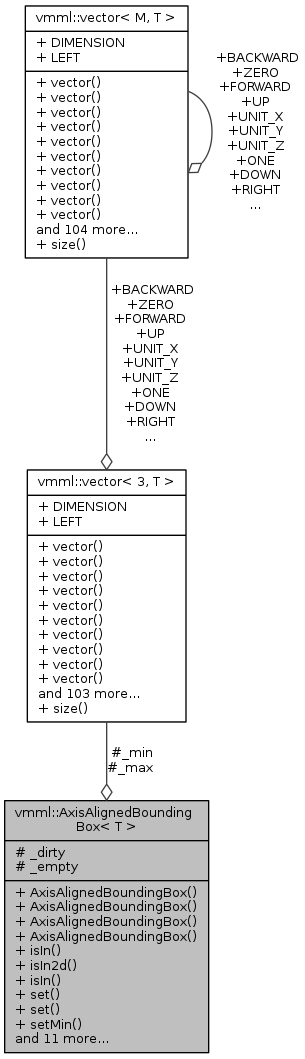 vmml::vector< M, T >
+ DIMENSION
+ LEFT
+ vector()
+ vector()
+ vector()
+ vector()
+ vector()
+ vector()
+ vector()
+ vector()
+ vector()
+ vector()
and 104 more...
+ size()
+BACKWARD
+ZERO
+FORWARD
+UP
+UNIT_X
+UNIT_Y
+UNIT_Z
+ONE
+DOWN
+RIGHT
...
+BACKWARD
+ZERO
+FORWARD
+UP
+UNIT_X
+UNIT_Y
+UNIT_Z
+ONE
+DOWN
+RIGHT
...
vmml::vector< 3, T >
+ DIMENSION
+ LEFT
+ vector()
+ vector()
+ vector()
+ vector()
+ vector()
+ vector()
+ vector()
+ vector()
+ vector()
+ vector()
and 103 more...
+ size()
#_min
#_max
vmml::AxisAlignedBounding
Box< T >
# _dirty
# _empty
+ AxisAlignedBoundingBox()
+ AxisAlignedBoundingBox()
+ AxisAlignedBoundingBox()
+ AxisAlignedBoundingBox()
+ isIn()
+ isIn2d()
+ isIn()
+ set()
+ set()
+ setMin()
and 11 more...